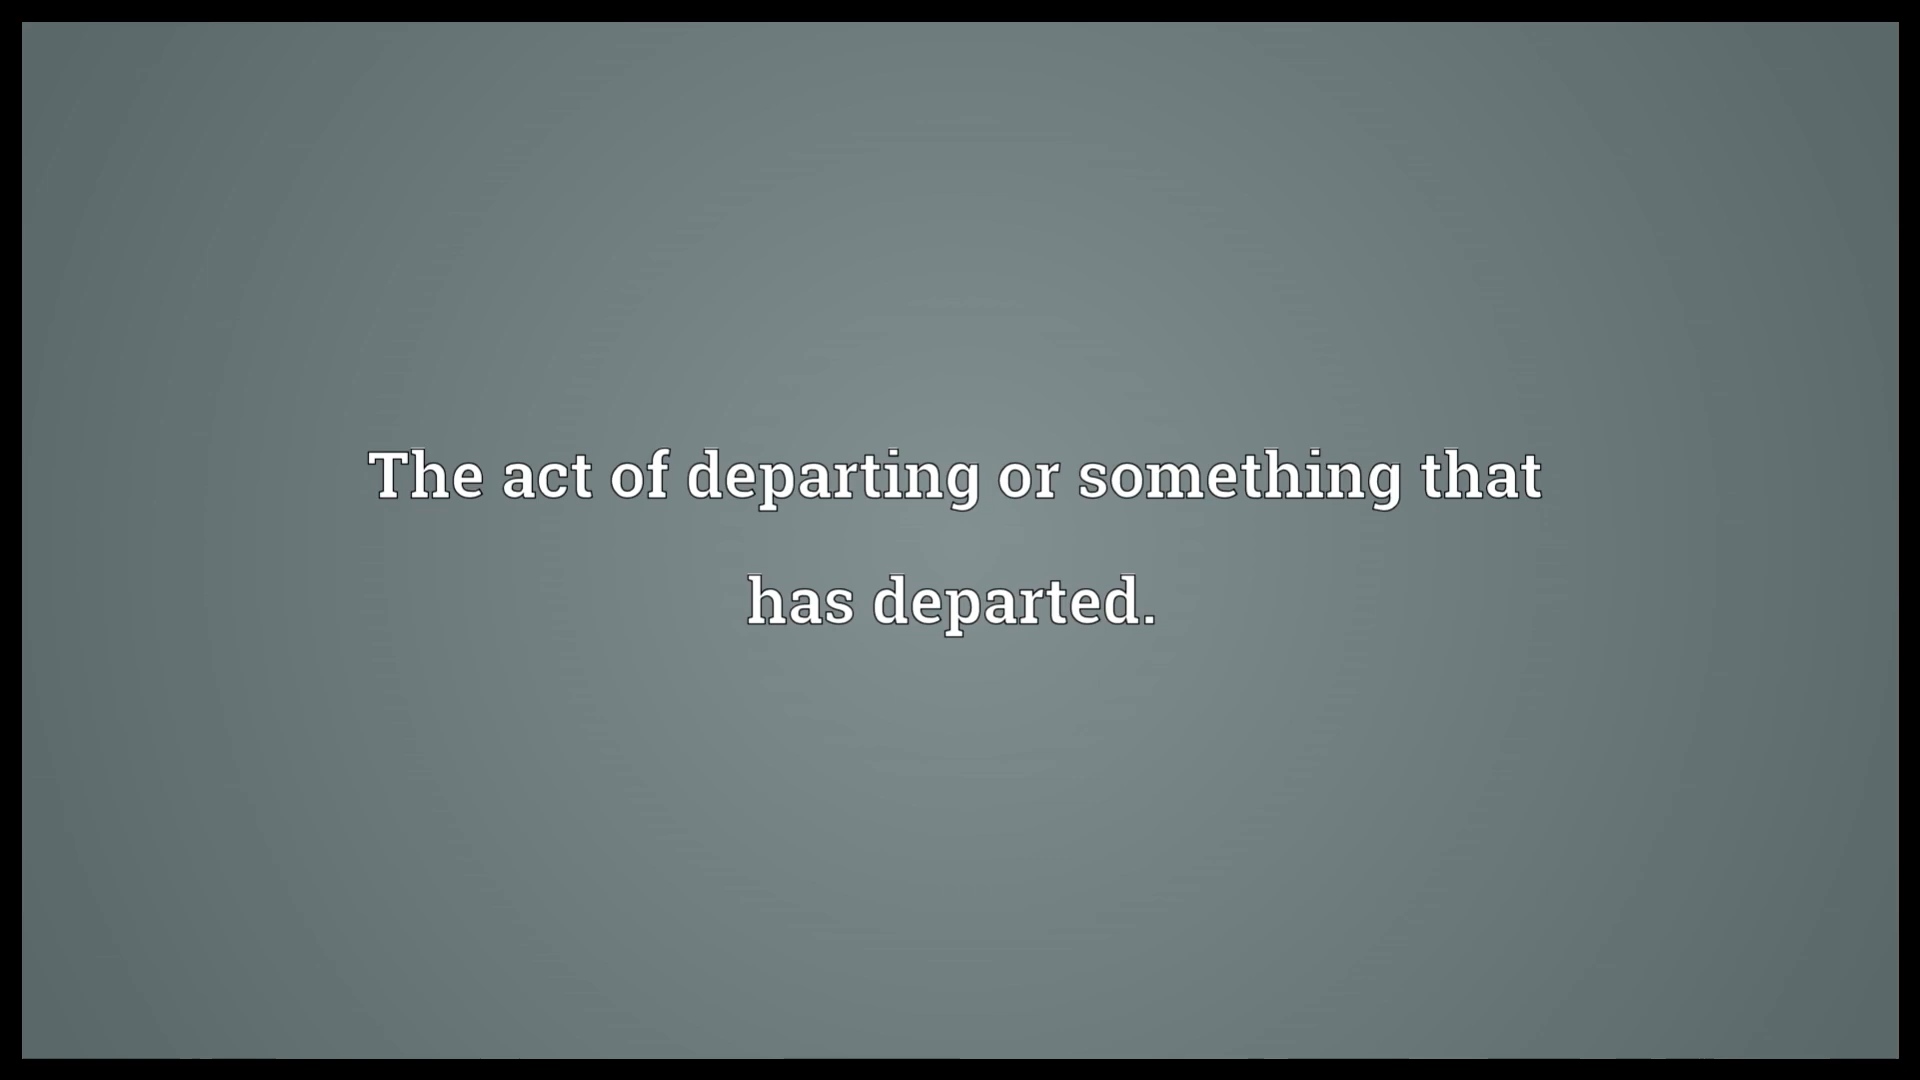 The act of departing or something that
has departed.